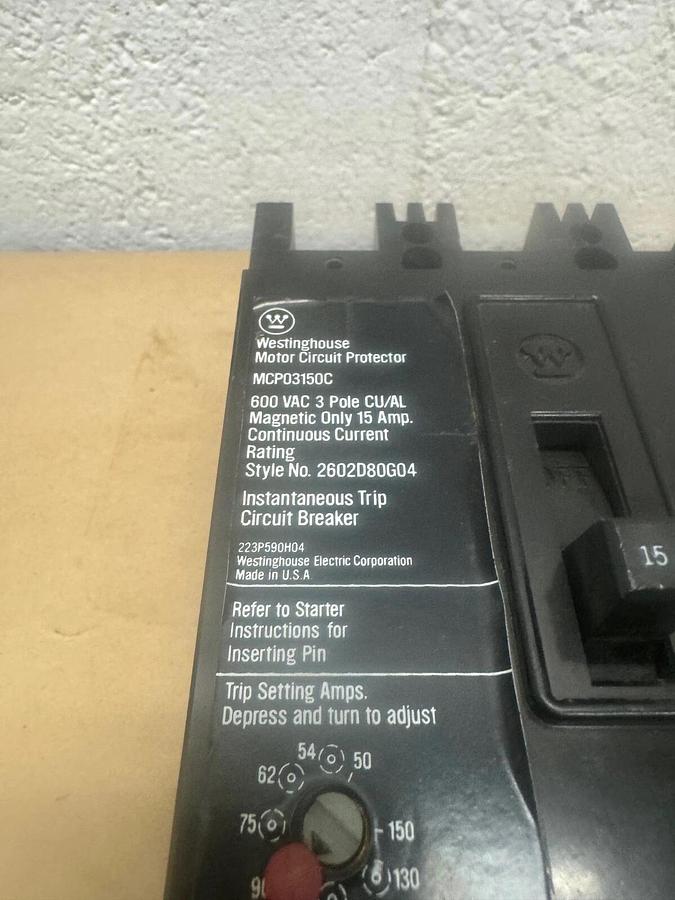 W
Westinghouse
Motor Circuit Protector
MCP03150C
600 VAC 3 Pole CU/AL
Magnetic Only 15 Amp.
Continuous Current
Rating
Style No. 2602D80G04
Instantaneous Trip
Circuit Breaker
223P590H04
Westinghouse Electric Corporation
Made in U.S.A
Refer to Starter
Instructions for
Inserting Pin
Trip Setting Amps.
Depress and turn to adjust
54 50
62
75 150
130
W
15